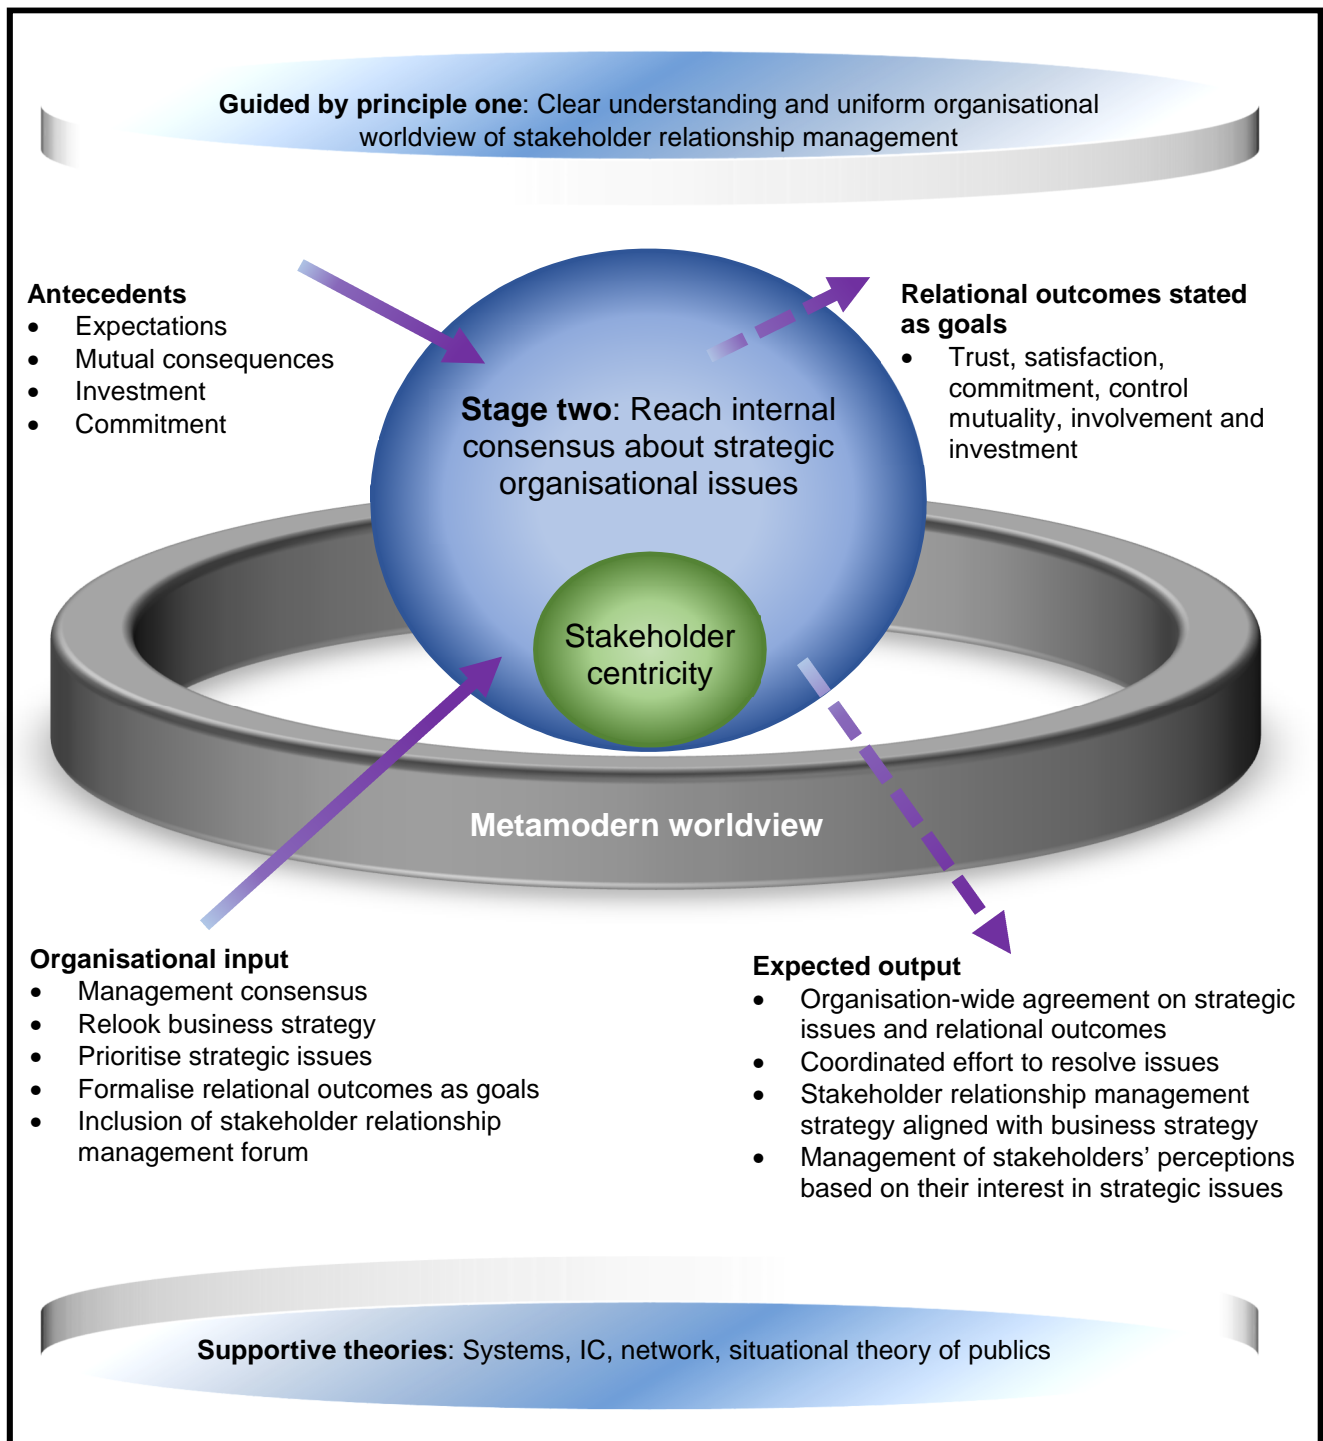 Guided by principle one: Clear understanding and uniform organisational
worldview of stakeholder relationship management
Antecedents
• Expectations
• Mutual consequences
• Investment
• Commitment
Relational outcomes stated
as goals
• Trust, satisfaction,
commitment, control
mutuality, involvement and
investment
Stage two: Reach internal
consensus about strategic
organisational issues
Stakeholder
centricity
Metamodern worldview
Organisational input
• Management consensus
• Relook business strategy
• Prioritise strategic issues
• Formalise relational outcomes as goals
• Inclusion of stakeholder relationship
management forum
Expected output
• Organisation-wide agreement on strategic
issues and relational outcomes
• Coordinated effort to resolve issues
• Stakeholder relationship management
strategy aligned with business strategy
• Management of stakeholders’ perceptions
based on their interest in strategic issues
Supportive theories: Systems, IC, network, situational theory of publics